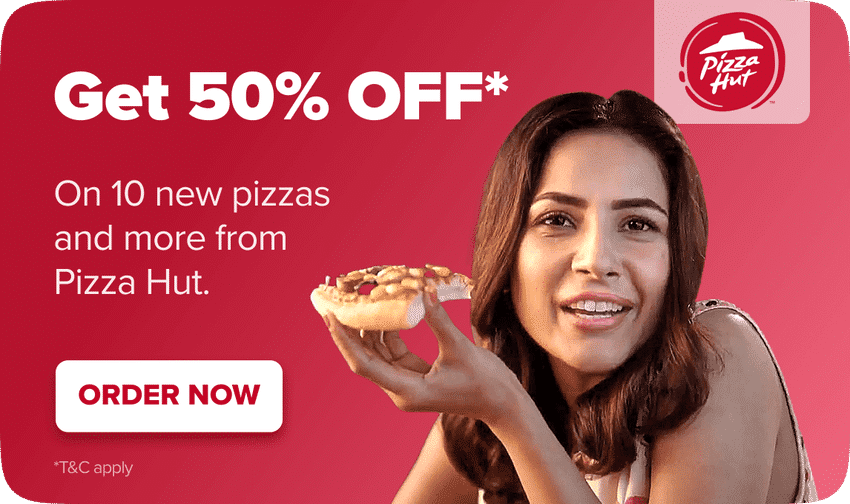 Get 50% OFF*
Pizza
Hut
On 10 new pizzas
and more from
Pizza Hut.
ORDER NOW
*T&C apply